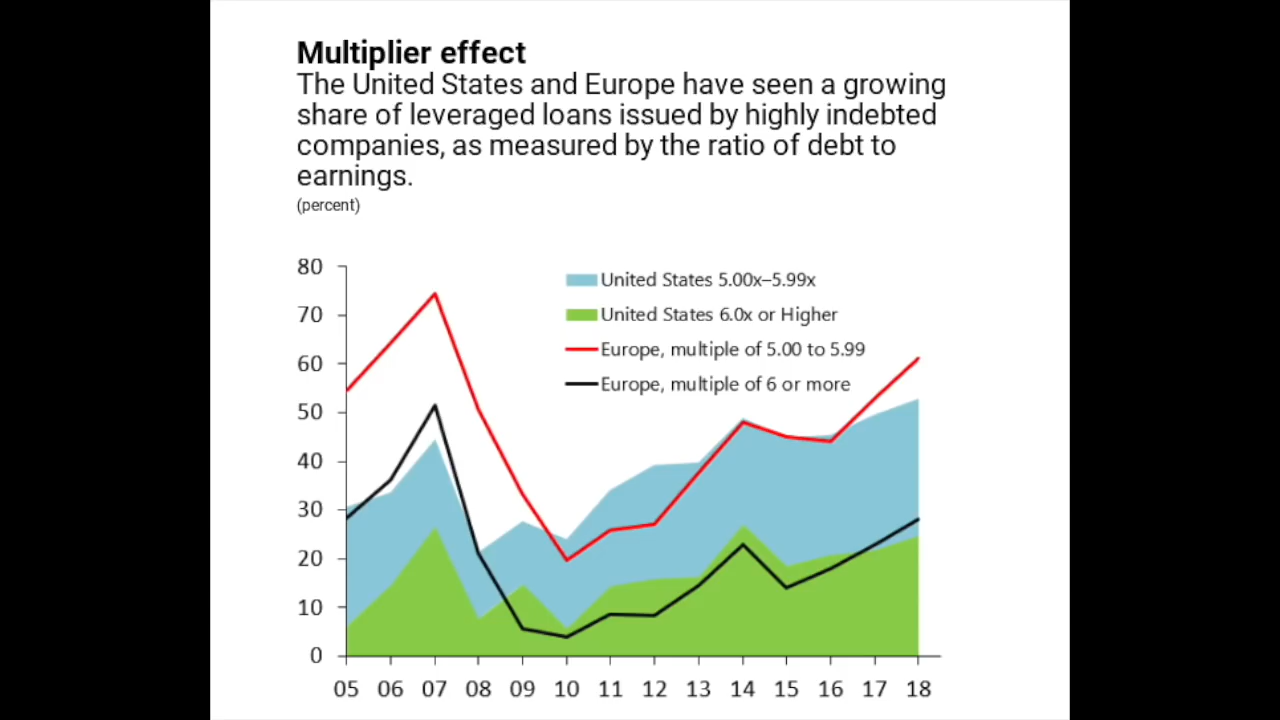 Multiplier effect
The United States and Europe have seen a growing
share of leveraged loans issued by highly indebted
companies, as measured by the ratio of debt to
earnings.
(percent)
80
70
60
50
40
30
20
10
0
United States 5.00x–5.99x
United States 6.0x or Higher
Europe, multiple of 5.00 to 5.99
Europe, multiple of 6 or more
05 06 07 08 09 10 11 12 13 14 15 16 17 18